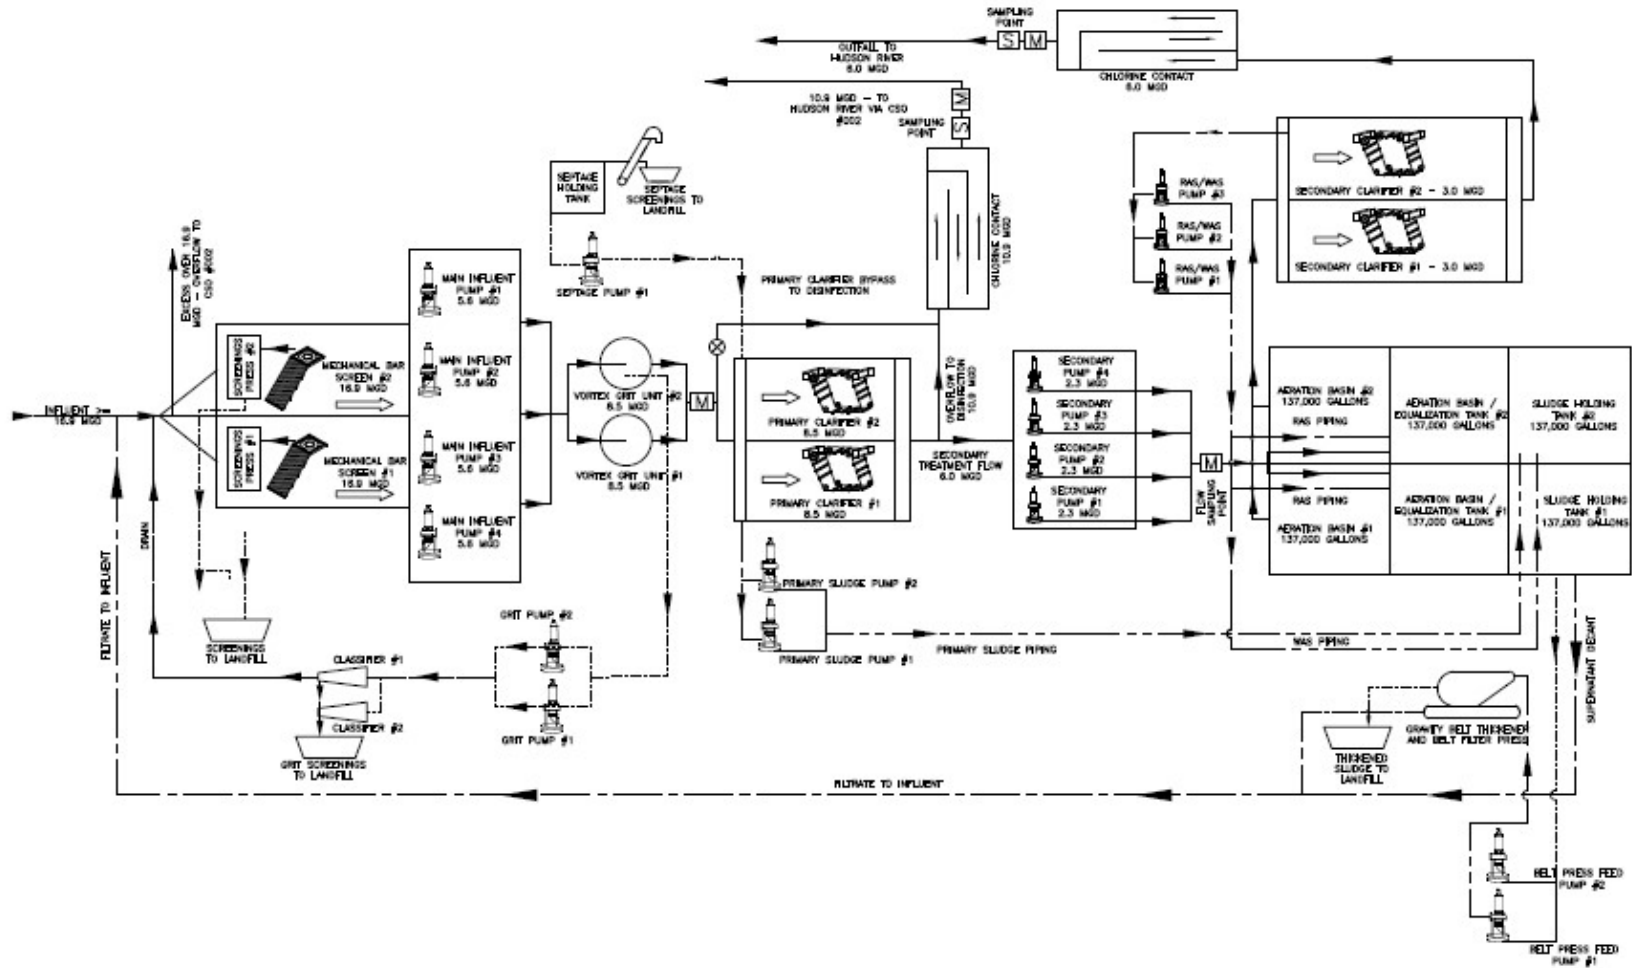 SAMPLING
POINT
S
M
OUTFALL TO
HUDSON RIVER
6.0 MGD
CHLORINE CONTACT
6.0 MGD
10.9 MGD - TO
HUDSON RIVER VIA CSO
#002
M
S
SAMPLING
POINT
CHLORINE CONTACT
10.9 MGD
SEPTAGE
HOLDING
TANK
SEPTAGE
SCREENINGS TO
LANDFILL
SEPTAGE PUMP #1
PRIMARY CLARIFIER BYPASS
TO DISINFECTION
RAS/WAS
PUMP #3
RAS/WAS
PUMP #2
RAS/WAS
PUMP #1
SECONDARY CLARIFIER #2 - 3.0 MGD
SECONDARY CLARIFIER #1 - 3.0 MGD
EXCESS OVER 16.9
MGD - OVERFLOW TO
CSO #002
INFLUENT >=
16.9 MGD
SCREENINGS
PRESS #2
MECHANICAL BAR
SCREEN #2
16.9 MGD
SCREENINGS
PRESS #1
MECHANICAL BAR
SCREEN #1
16.9 MGD
MAIN INFLUENT
PUMP #1
5.6 MGD
MAIN INFLUENT
PUMP #2
5.6 MGD
MAIN INFLUENT
PUMP #3
5.6 MGD
MAIN INFLUENT
PUMP #4
5.6 MGD
VORTEX GRIT UNIT #2
8.5 MGD
VORTEX GRIT UNIT #1
8.5 MGD
M
PRIMARY CLARIFIER #2
8.5 MGD
PRIMARY CLARIFIER #1
8.5 MGD
OVERFLOW TO
DISINFECTION
10.9 MGD
SECONDARY
TREATMENT FLOW
6.0 MGD
SECONDARY
PUMP #4
2.3 MGD
SECONDARY
PUMP #3
2.3 MGD
SECONDARY
PUMP #2
2.3 MGD
SECONDARY
PUMP #1
2.3 MGD
M
FLOW
SAMPLING
POINT
AERATION BASIN #2
137,000 GALLONS
RAS PIPING
AERATION BASIN /
EQUALIZATION TANK #2
137,000 GALLONS
SLUDGE HOLDING
TANK #2
137,000 GALLONS
RAS PIPING
AERATION BASIN #1
137,000 GALLONS
AERATION BASIN /
EQUALIZATION TANK #1
137,000 GALLONS
SLUDGE HOLDING
TANK #1
137,000 GALLONS
FILTRATE TO INFLUENT
DRAIN
SCREENINGS
TO LANDFILL
CLASSIFIER #1
CLASSIFIER #2
GRIT SCREENINGS
TO LANDFILL
GRIT PUMP #2
GRIT PUMP #1
PRIMARY SLUDGE PUMP #2
PRIMARY SLUDGE PUMP #1
PRIMARY SLUDGE PIPING
WAS PIPING
SUPERNATANT DECANT
GRAVITY BELT THICKENER
AND BELT FILTER PRESS
THICKENED
SLUDGE TO
LANDFILL
FILTRATE TO INFLUENT
BELT PRESS FEED
PUMP #2
BELT PRESS FEED
PUMP #1